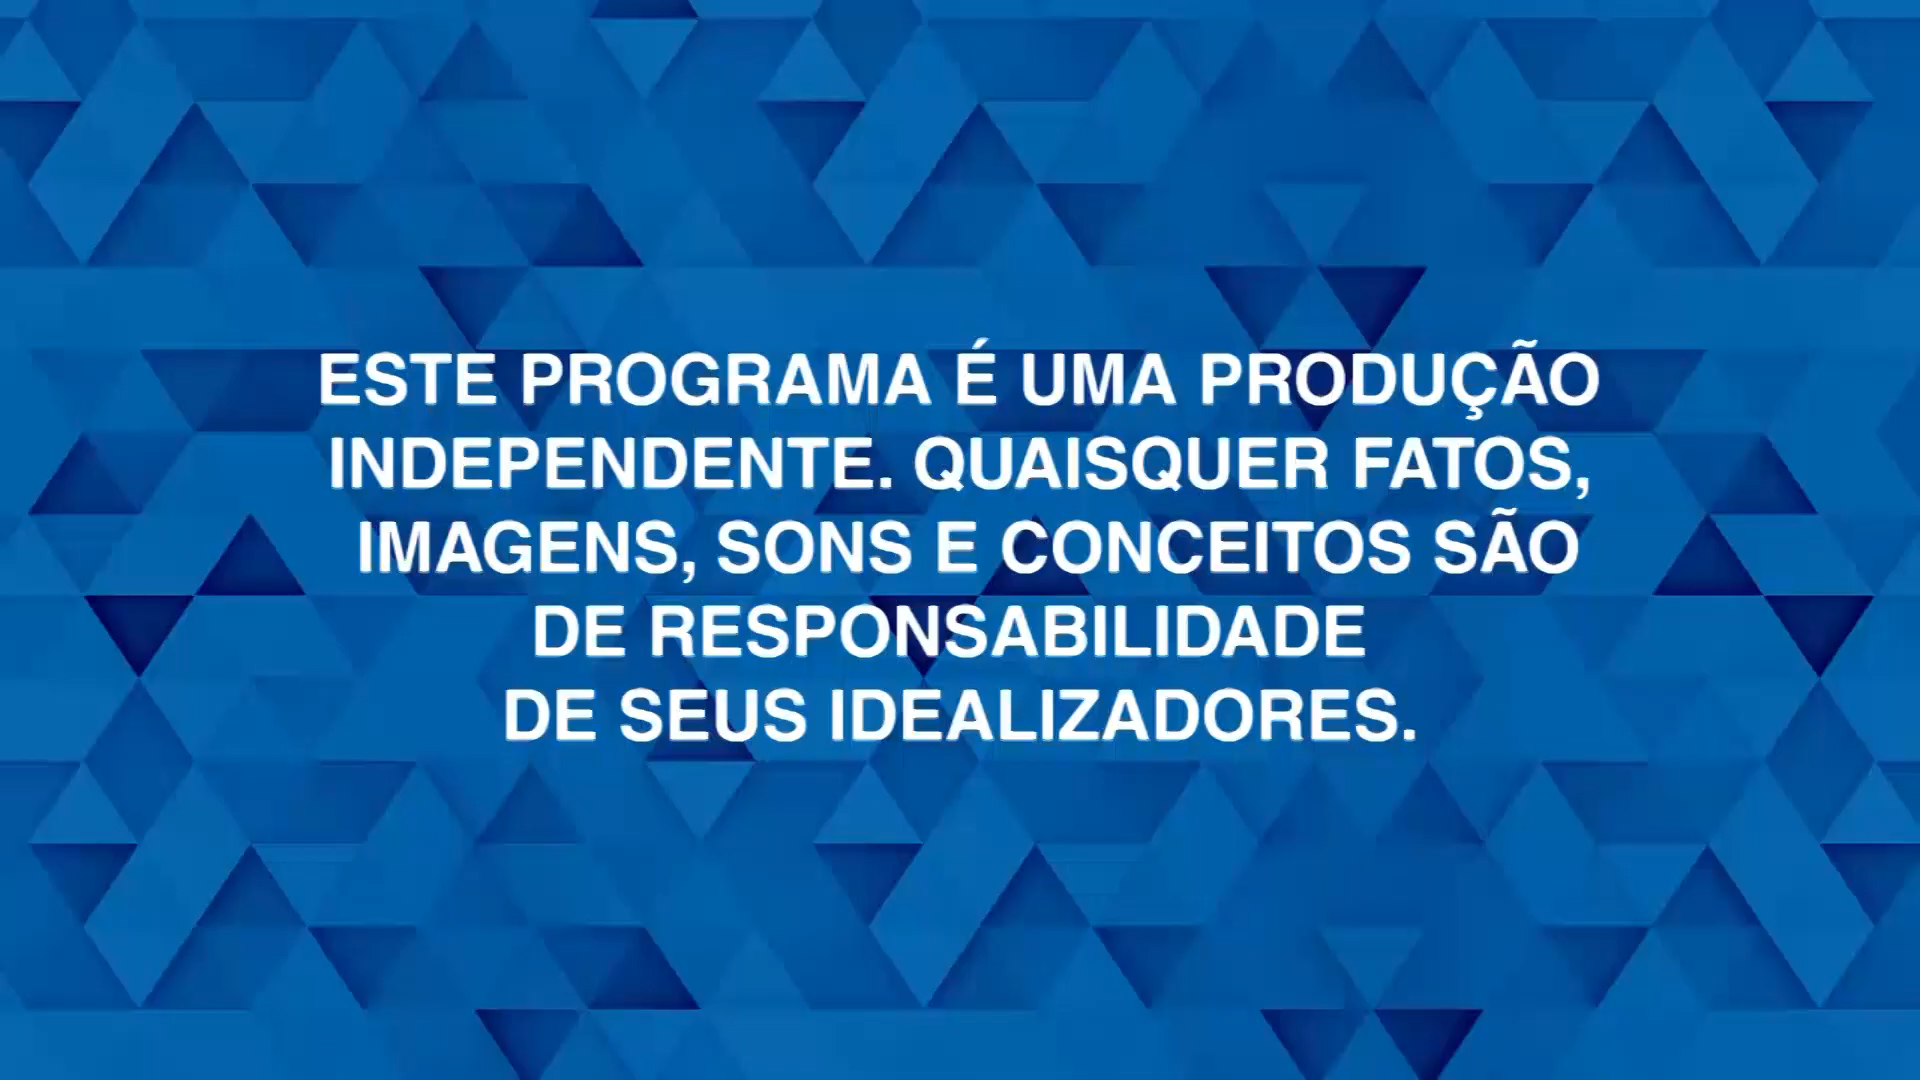 ESTE PROGRAMA É UMA PRODUÇÃO
INDEPENDENTE. QUAISQUER FATOS,
IMAGENS, SONS E CONCEITOS SÃO
DE RESPONSABILIDADE
DE SEUS IDEALIZADORES.